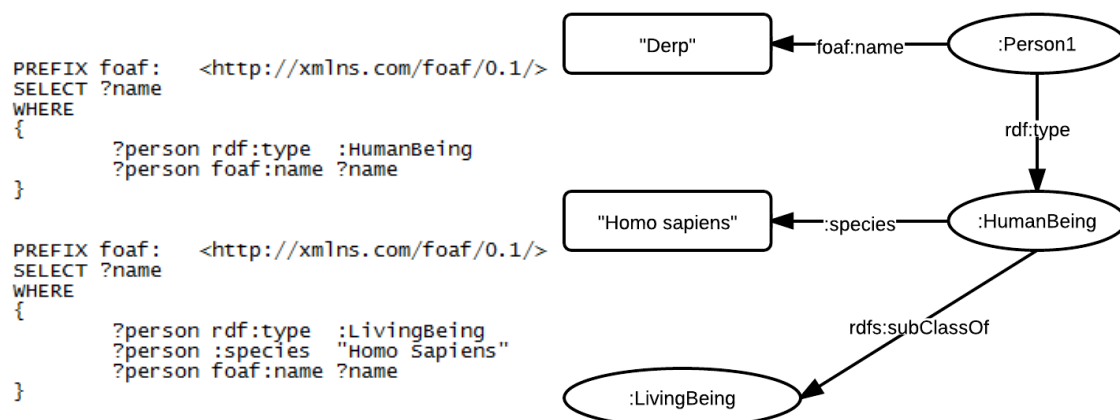 PREFIX foaf:   <http://xmlns.com/foaf/0.1/>
SELECT ?name
WHERE
{
        ?person rdf:type  :HumanBeing
        ?person foaf:name ?name
}
PREFIX foaf:   <http://xmlns.com/foaf/0.1/>
SELECT ?name
WHERE
{
        ?person rdf:type  :LivingBeing
        ?person :species  "Homo Sapiens"
        ?person foaf:name ?name
}
"Derp"
foaf:name
:Person1
rdf:type
"Homo sapiens"
:species
:HumanBeing
rdfs:subClassOf
:LivingBeing